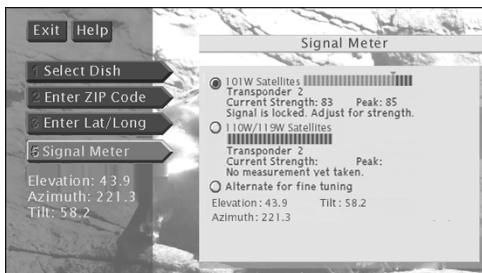 Exit Help
1 Select Dish
2 Enter ZIP Code
3 Enter Lat/Long
5 Signal Meter
Elevation: 43.9
Azimuth: 221.3
Tilt: 58.2
Signal Meter
101W Satellites
Transponder 2
Current Strength: 83 Peak: 85
Signal is locked. Adjust for strength.
110W/119W Satellites
Transponder 2
Current Strength: Peak:
No measurement yet taken.
Alternate for fine tuning
Elevation: 43.9 Tilt: 58.2
Azimuth: 221.3